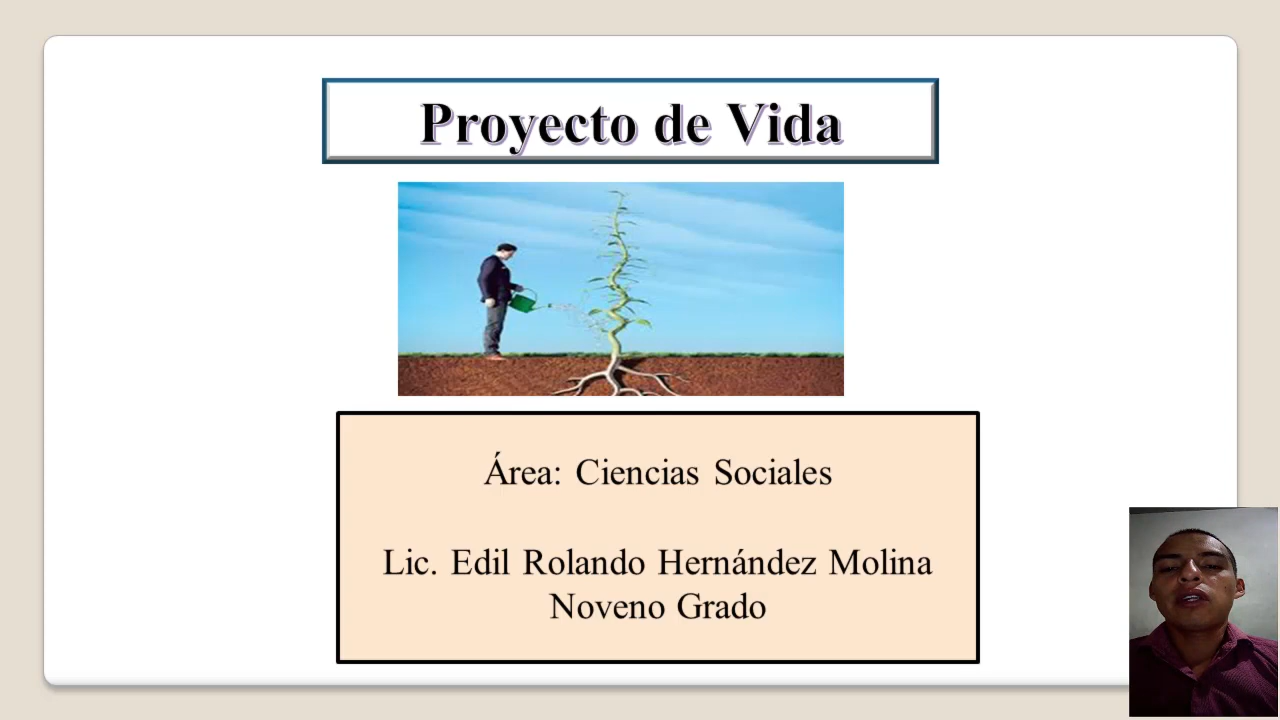 Proyecto de Vida
Área: Ciencias Sociales
Lic. Edil Rolando Hernández Molina
Noveno Grado